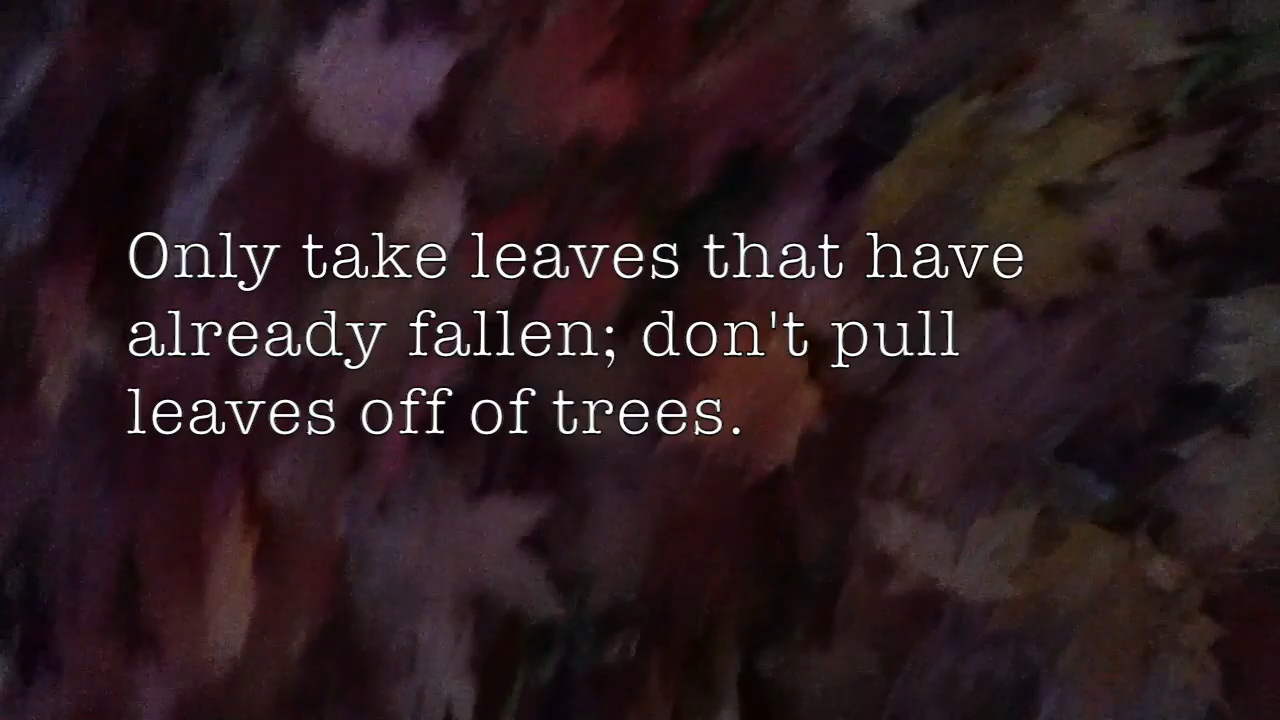 Only take leaves that have
already fallen; don't pull
leaves off of trees.